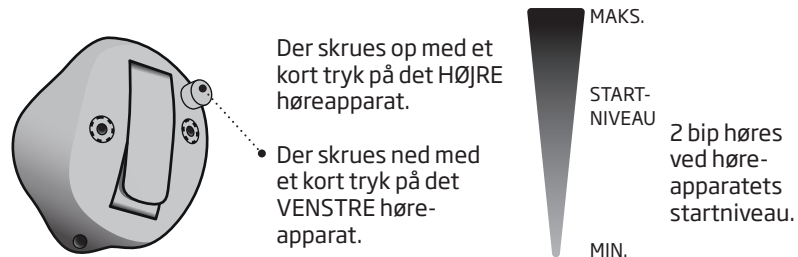 Der skrues op med et
kort tryk på det HØJRE
høreapparat.
Der skrues ned med
et kort tryk på det
VENSTRE høre-
apparat.
MAKS.
START-
NIVEAU
MIN.
2 bip høres
ved høre-
apparatets
startniveau.